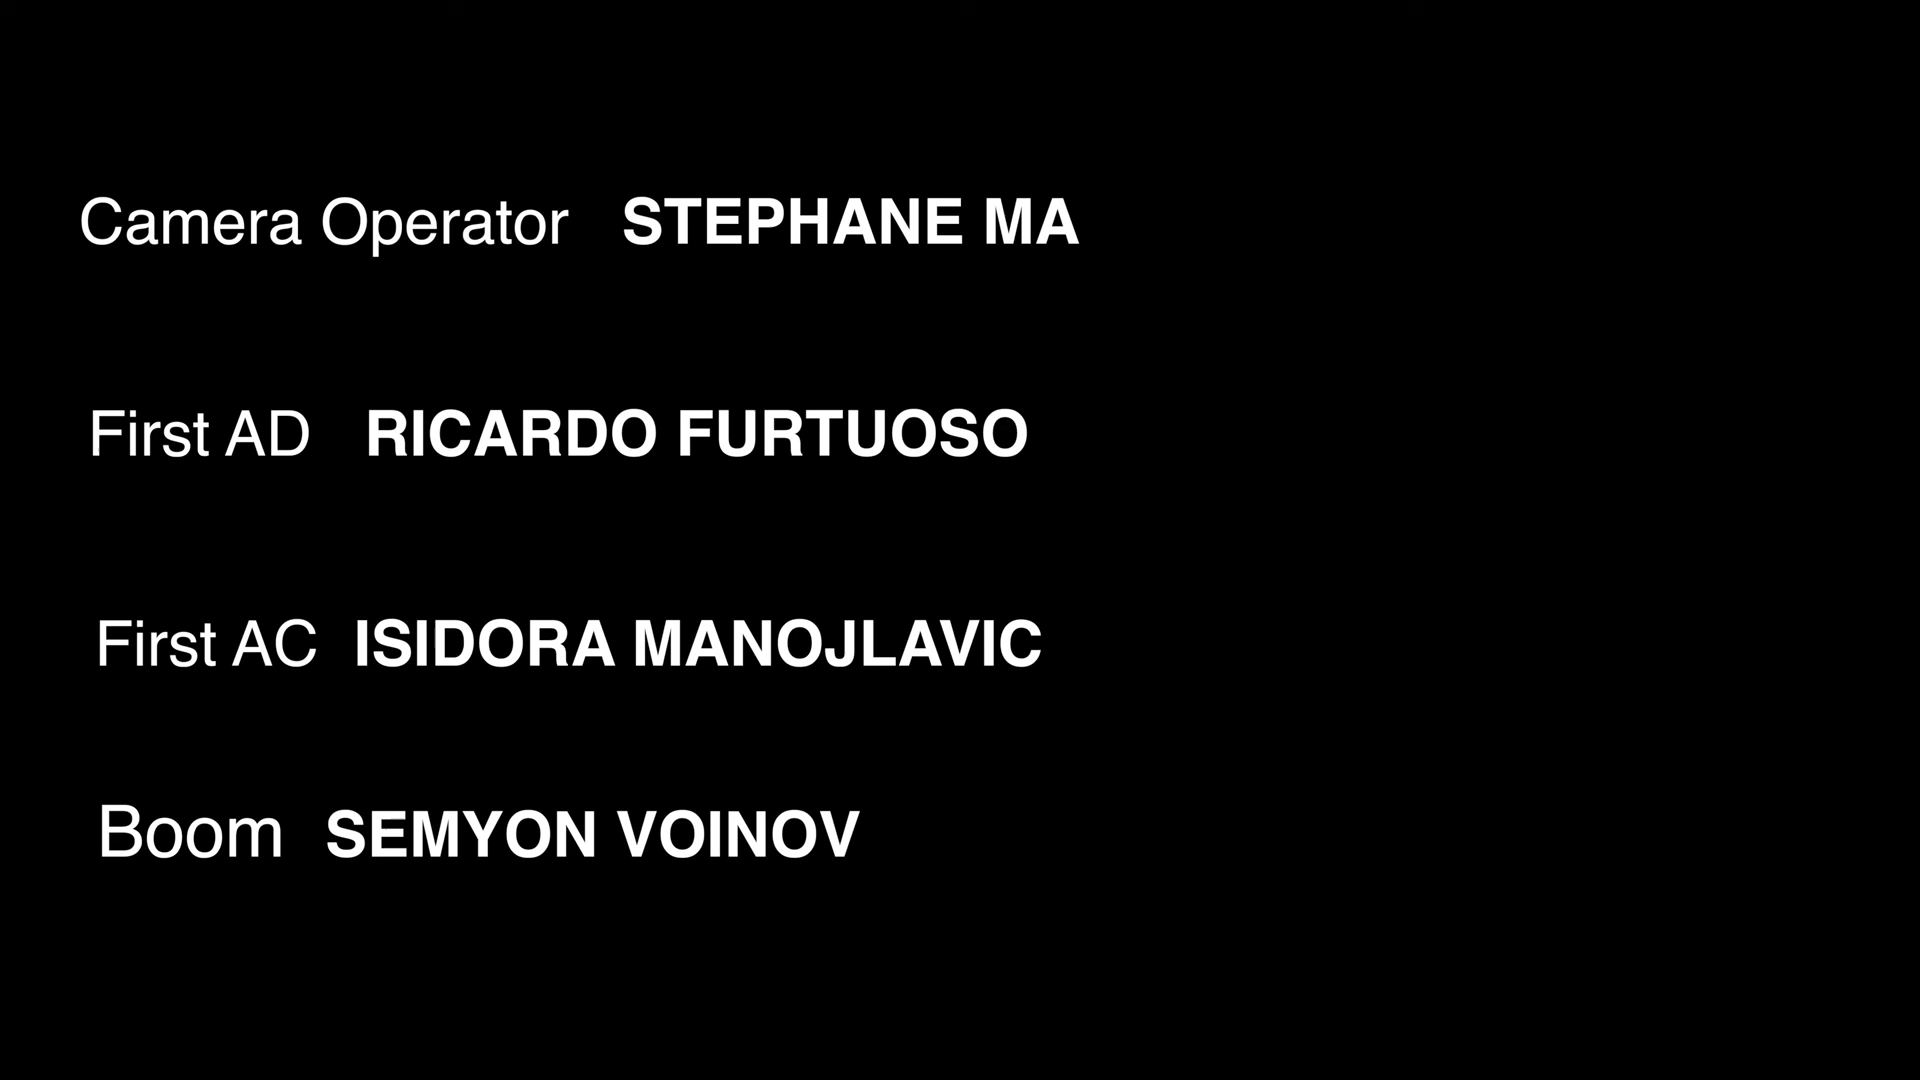 Camera Operator STEPHANE MA
First AD RICARDO FURTUOSO
First AC ISIDORA MANOJLAVIC
Boom SEMYON VOINOV